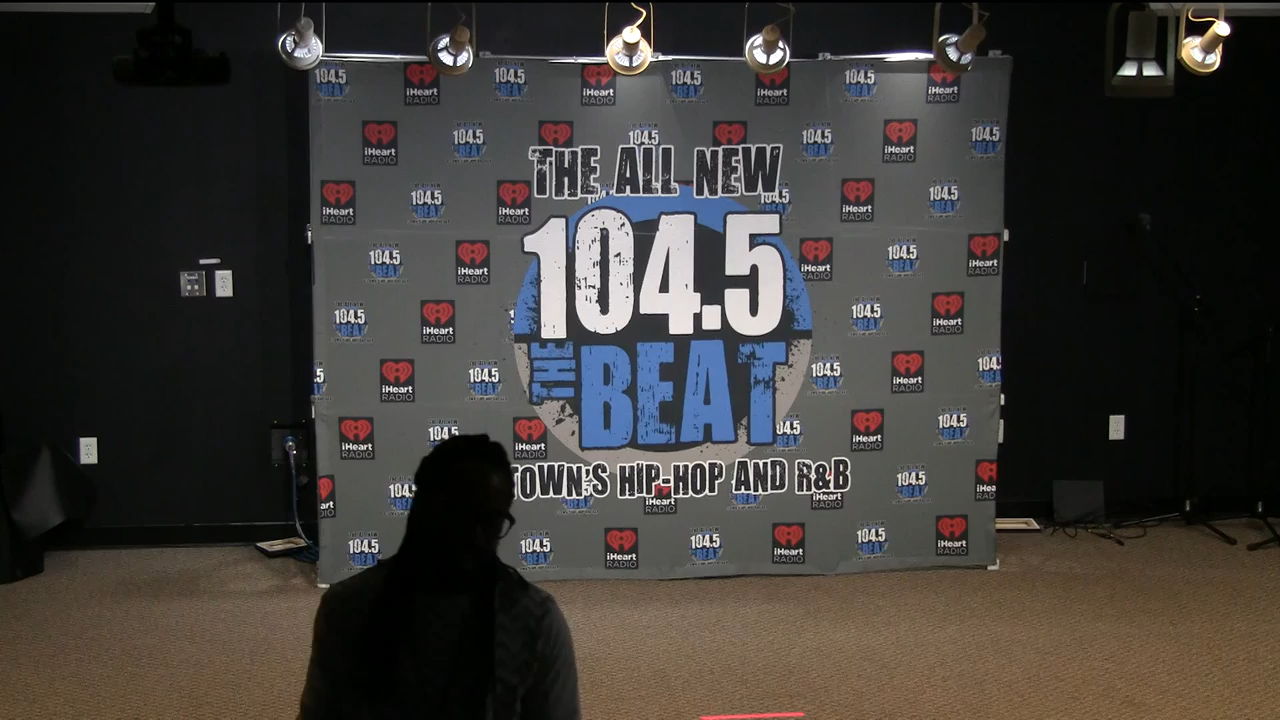 THE ALL NEW
104.5
THE BEAT
TOWN'S HIP-HOP AND R&B
iHeart
RADIO
104.5
BEAT